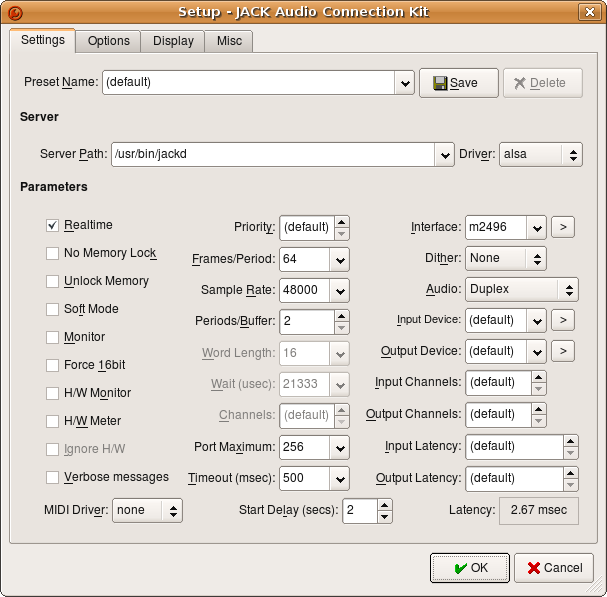 Setup - JACK Audio Connection Kit
Settings Options Display Misc
Preset Name: (default) Save Delete
Server
Server Path: /usr/bin/jackd Driver: alsa
Parameters
Realtime Priority: (default) Interface: m2496 >
No Memory Lock Frames/Period: 64 Dither: None
Unlock Memory Sample Rate: 48000 Audio: Duplex
Soft Mode Periods/Buffer: 2 Input Device: (default) >
Monitor Word Length: 16 Output Device: (default) >
Force 16bit Wait (usec): 21333 Input Channels: (default)
H/W Monitor Channels: (default) Output Channels: (default)
H/W Meter Port Maximum: 256 Input Latency: (default)
Ignore H/W
Verbose messages Timeout (msec): 500 Output Latency: (default)
MIDI Driver: none Start Delay (secs): 2 Latency: 2.67 msec
OK Cancel